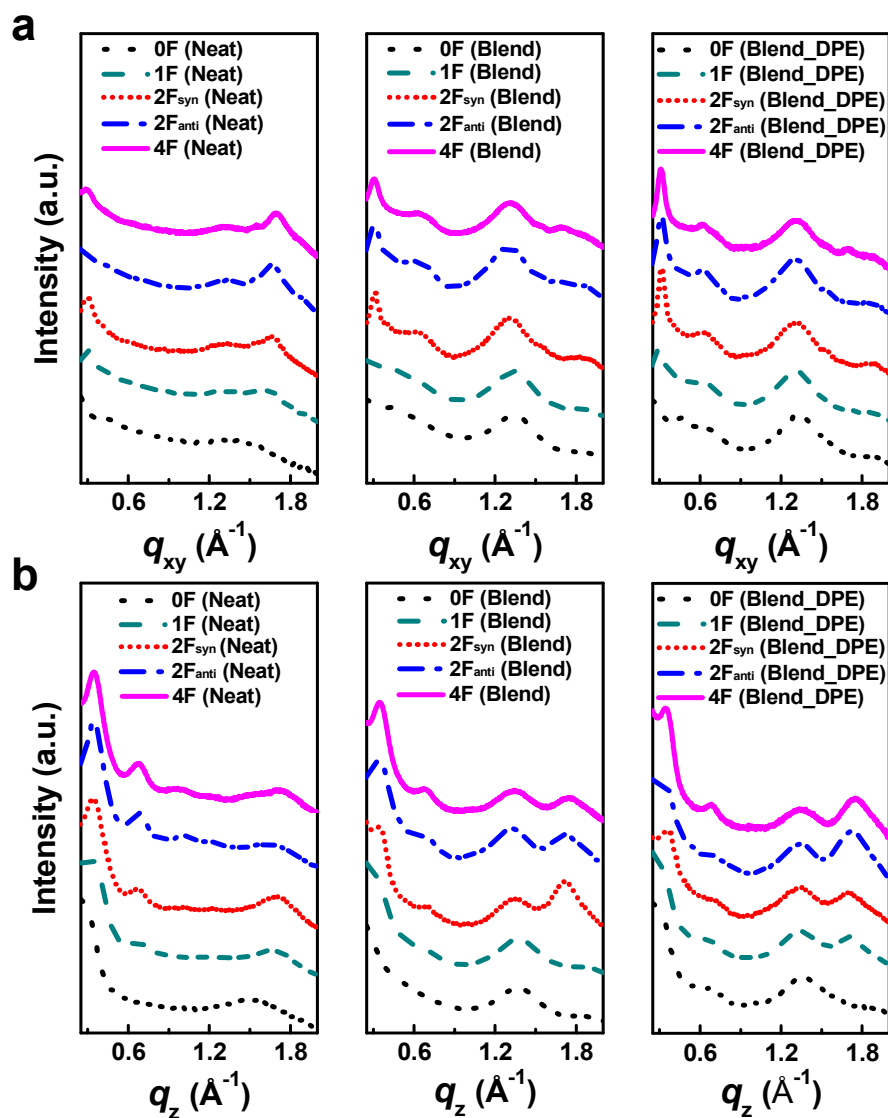 a
Intensity (a.u.)
0F (Neat)
1F (Neat)
2Fsyn (Neat)
2Fanti (Neat)
4F (Neat)
0.6 1.2 1.8
qxy (Å-1)
0F (Blend)
1F (Blend)
2Fsyn (Blend)
2Fanti (Blend)
4F (Blend)
0.6 1.2 1.8
qxy (Å-1)
0F (Blend_DPE)
1F (Blend_DPE)
2Fsyn (Blend_DPE)
2Fanti (Blend_DPE)
4F (Blend_DPE)
0.6 1.2 1.8
qxy (Å-1)
b
Intensity (a.u.)
0F (Neat)
1F (Neat)
2Fsyn (Neat)
2Fanti (Neat)
4F (Neat)
0.6 1.2 1.8
qz (Å-1)
0F (Blend)
1F (Blend)
2Fsyn (Blend)
2Fanti (Blend)
4F (Blend)
0.6 1.2 1.8
qz (Å-1)
0F (Blend_DPE)
1F (Blend_DPE)
2Fsyn (Blend_DPE)
2Fanti (Blend_DPE)
4F (Blend_DPE)
0.6 1.2 1.8
qz (Å-1)